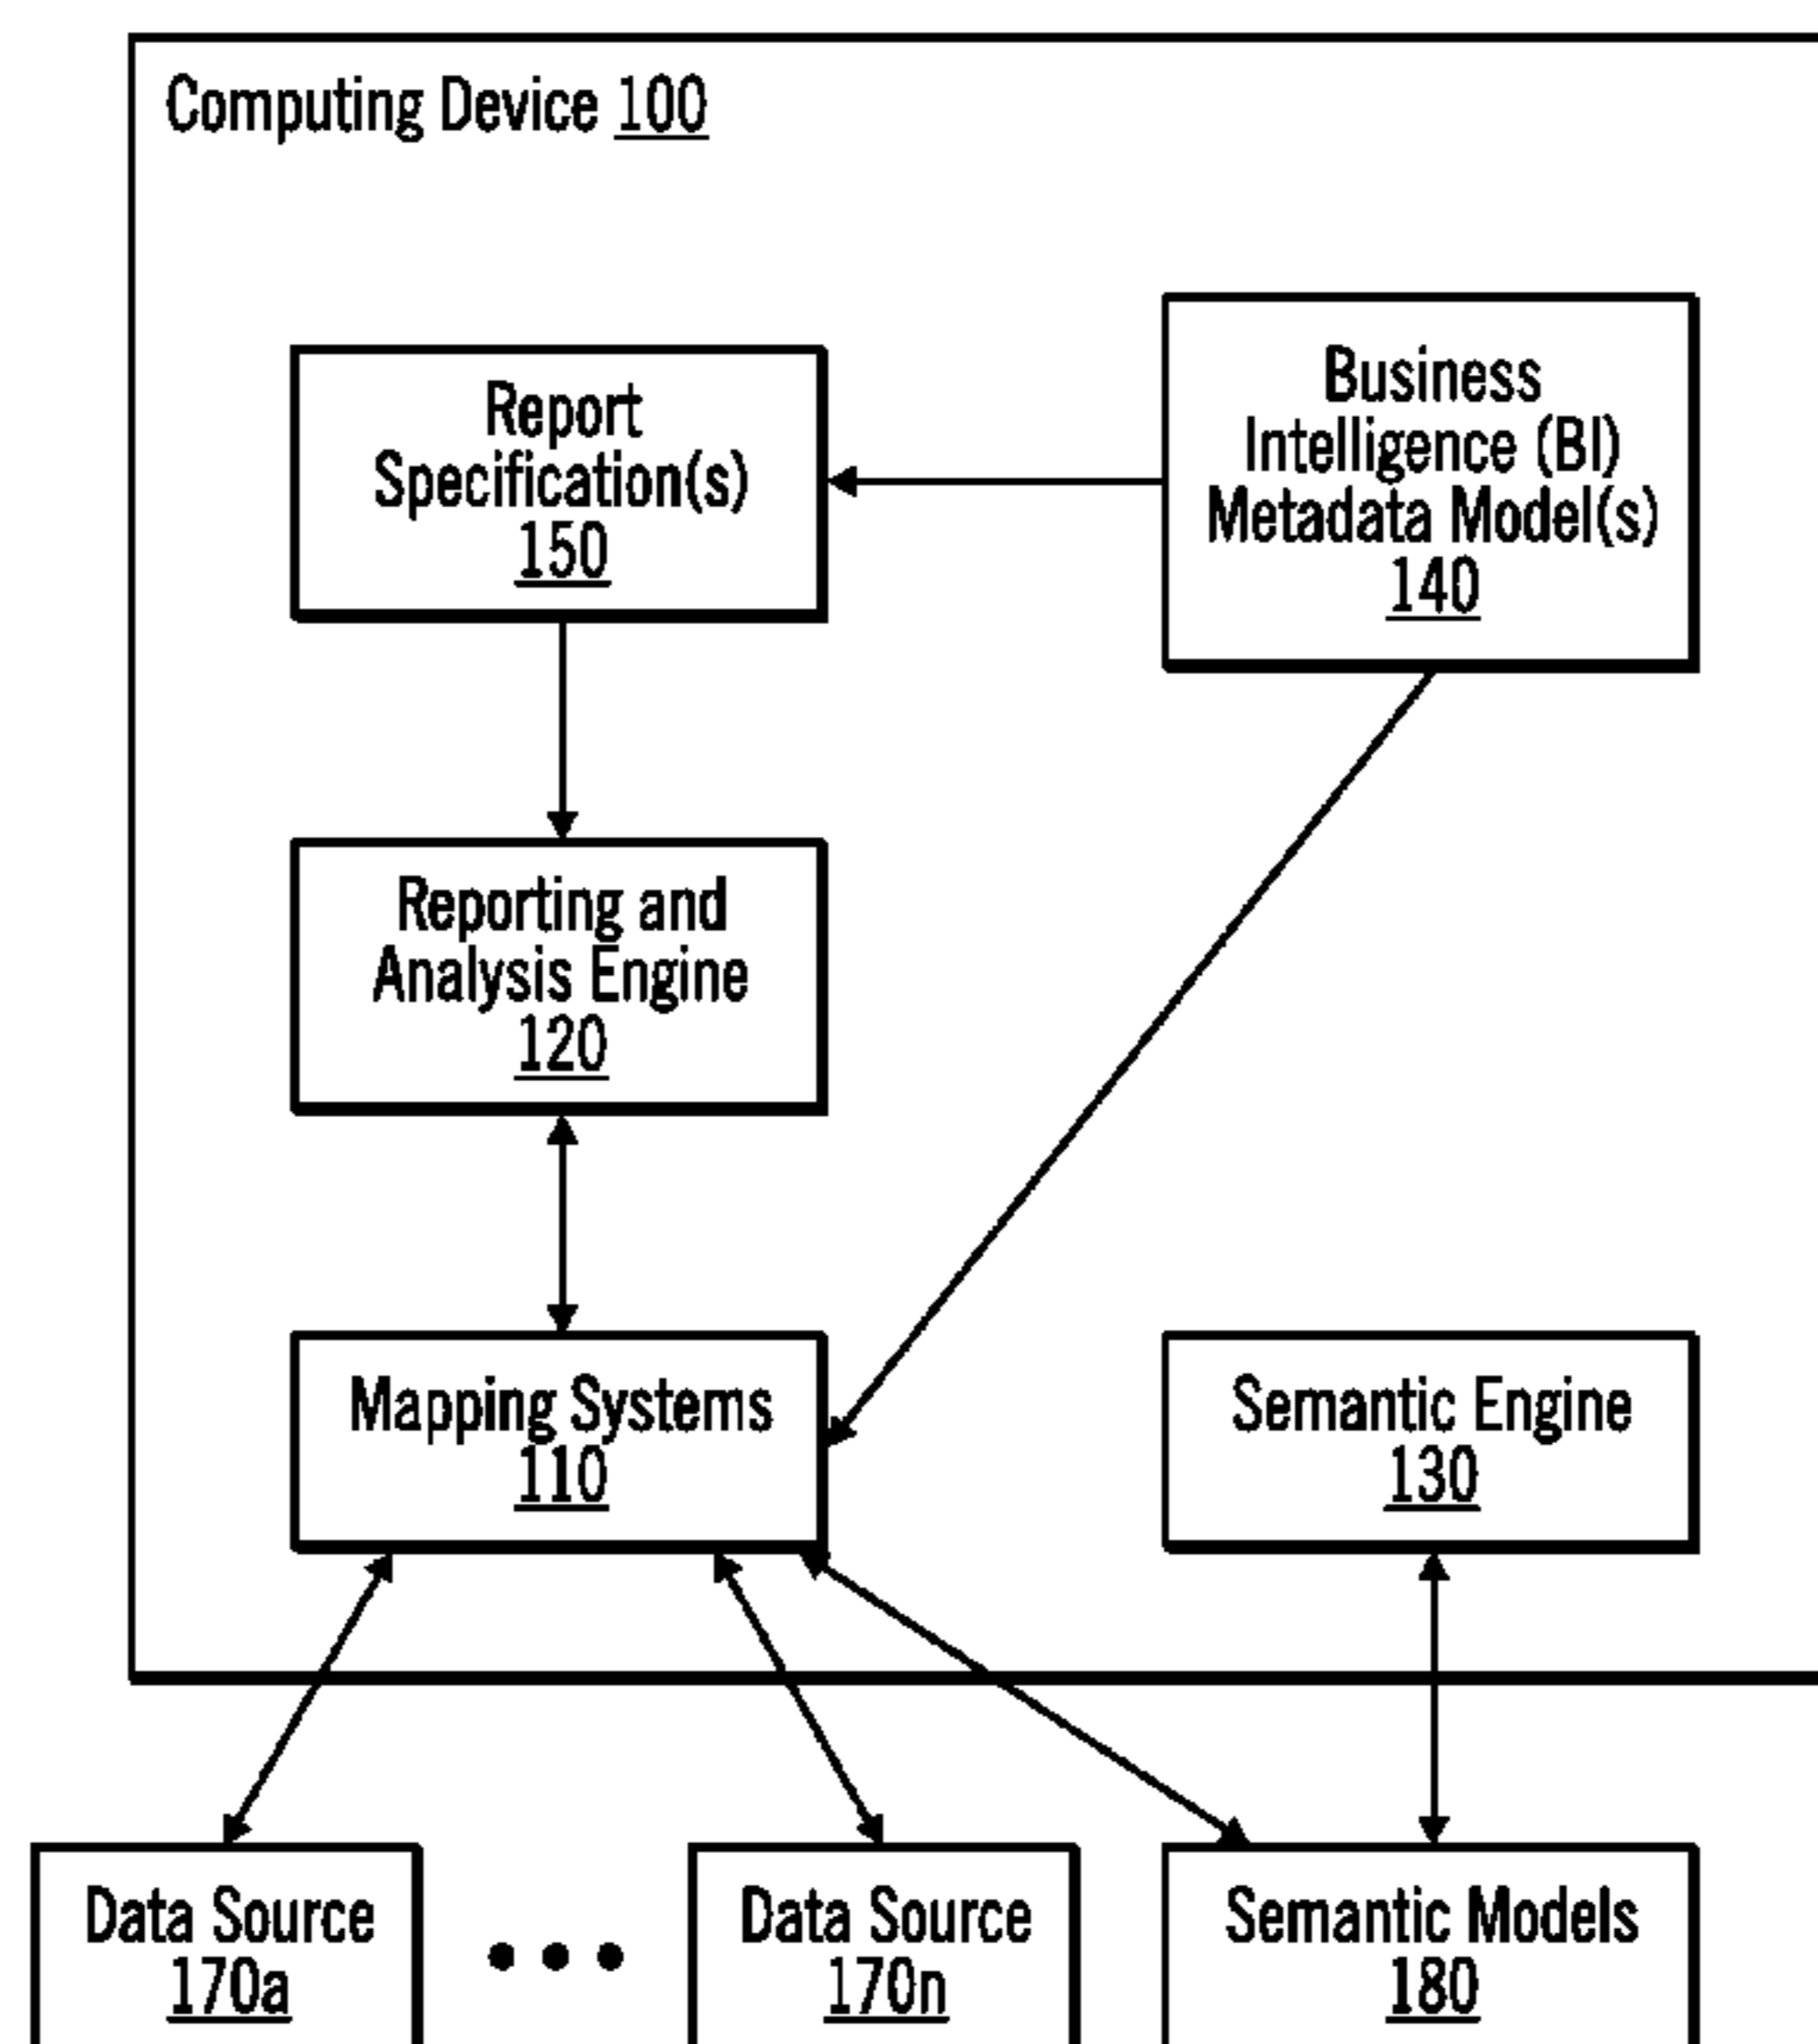 Computing Device 100
Report
Specification(s)
150
Business
Intelligence (BI)
Metadata Model(s)
140
Reporting and
Analysis Engine
120
Mapping Systems
110
Semantic Engine
130
Data Source
170a
Data Source
170n
Semantic Models
180